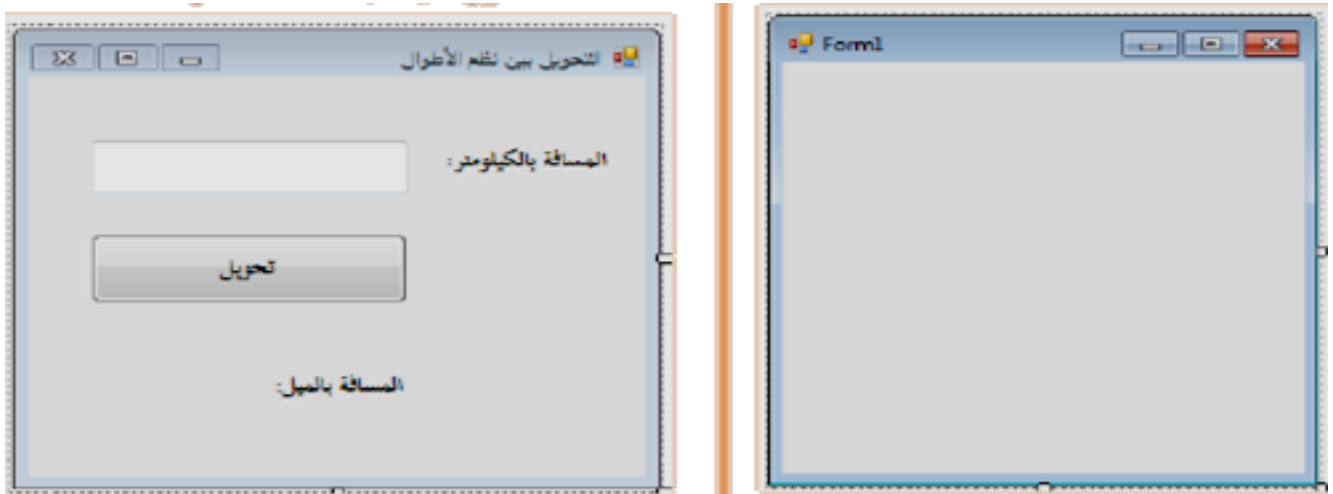 التحويل بين نظم الأطوال
المسافة بالكيلومتر:
تحويل
المسافة بالميل:
Form1